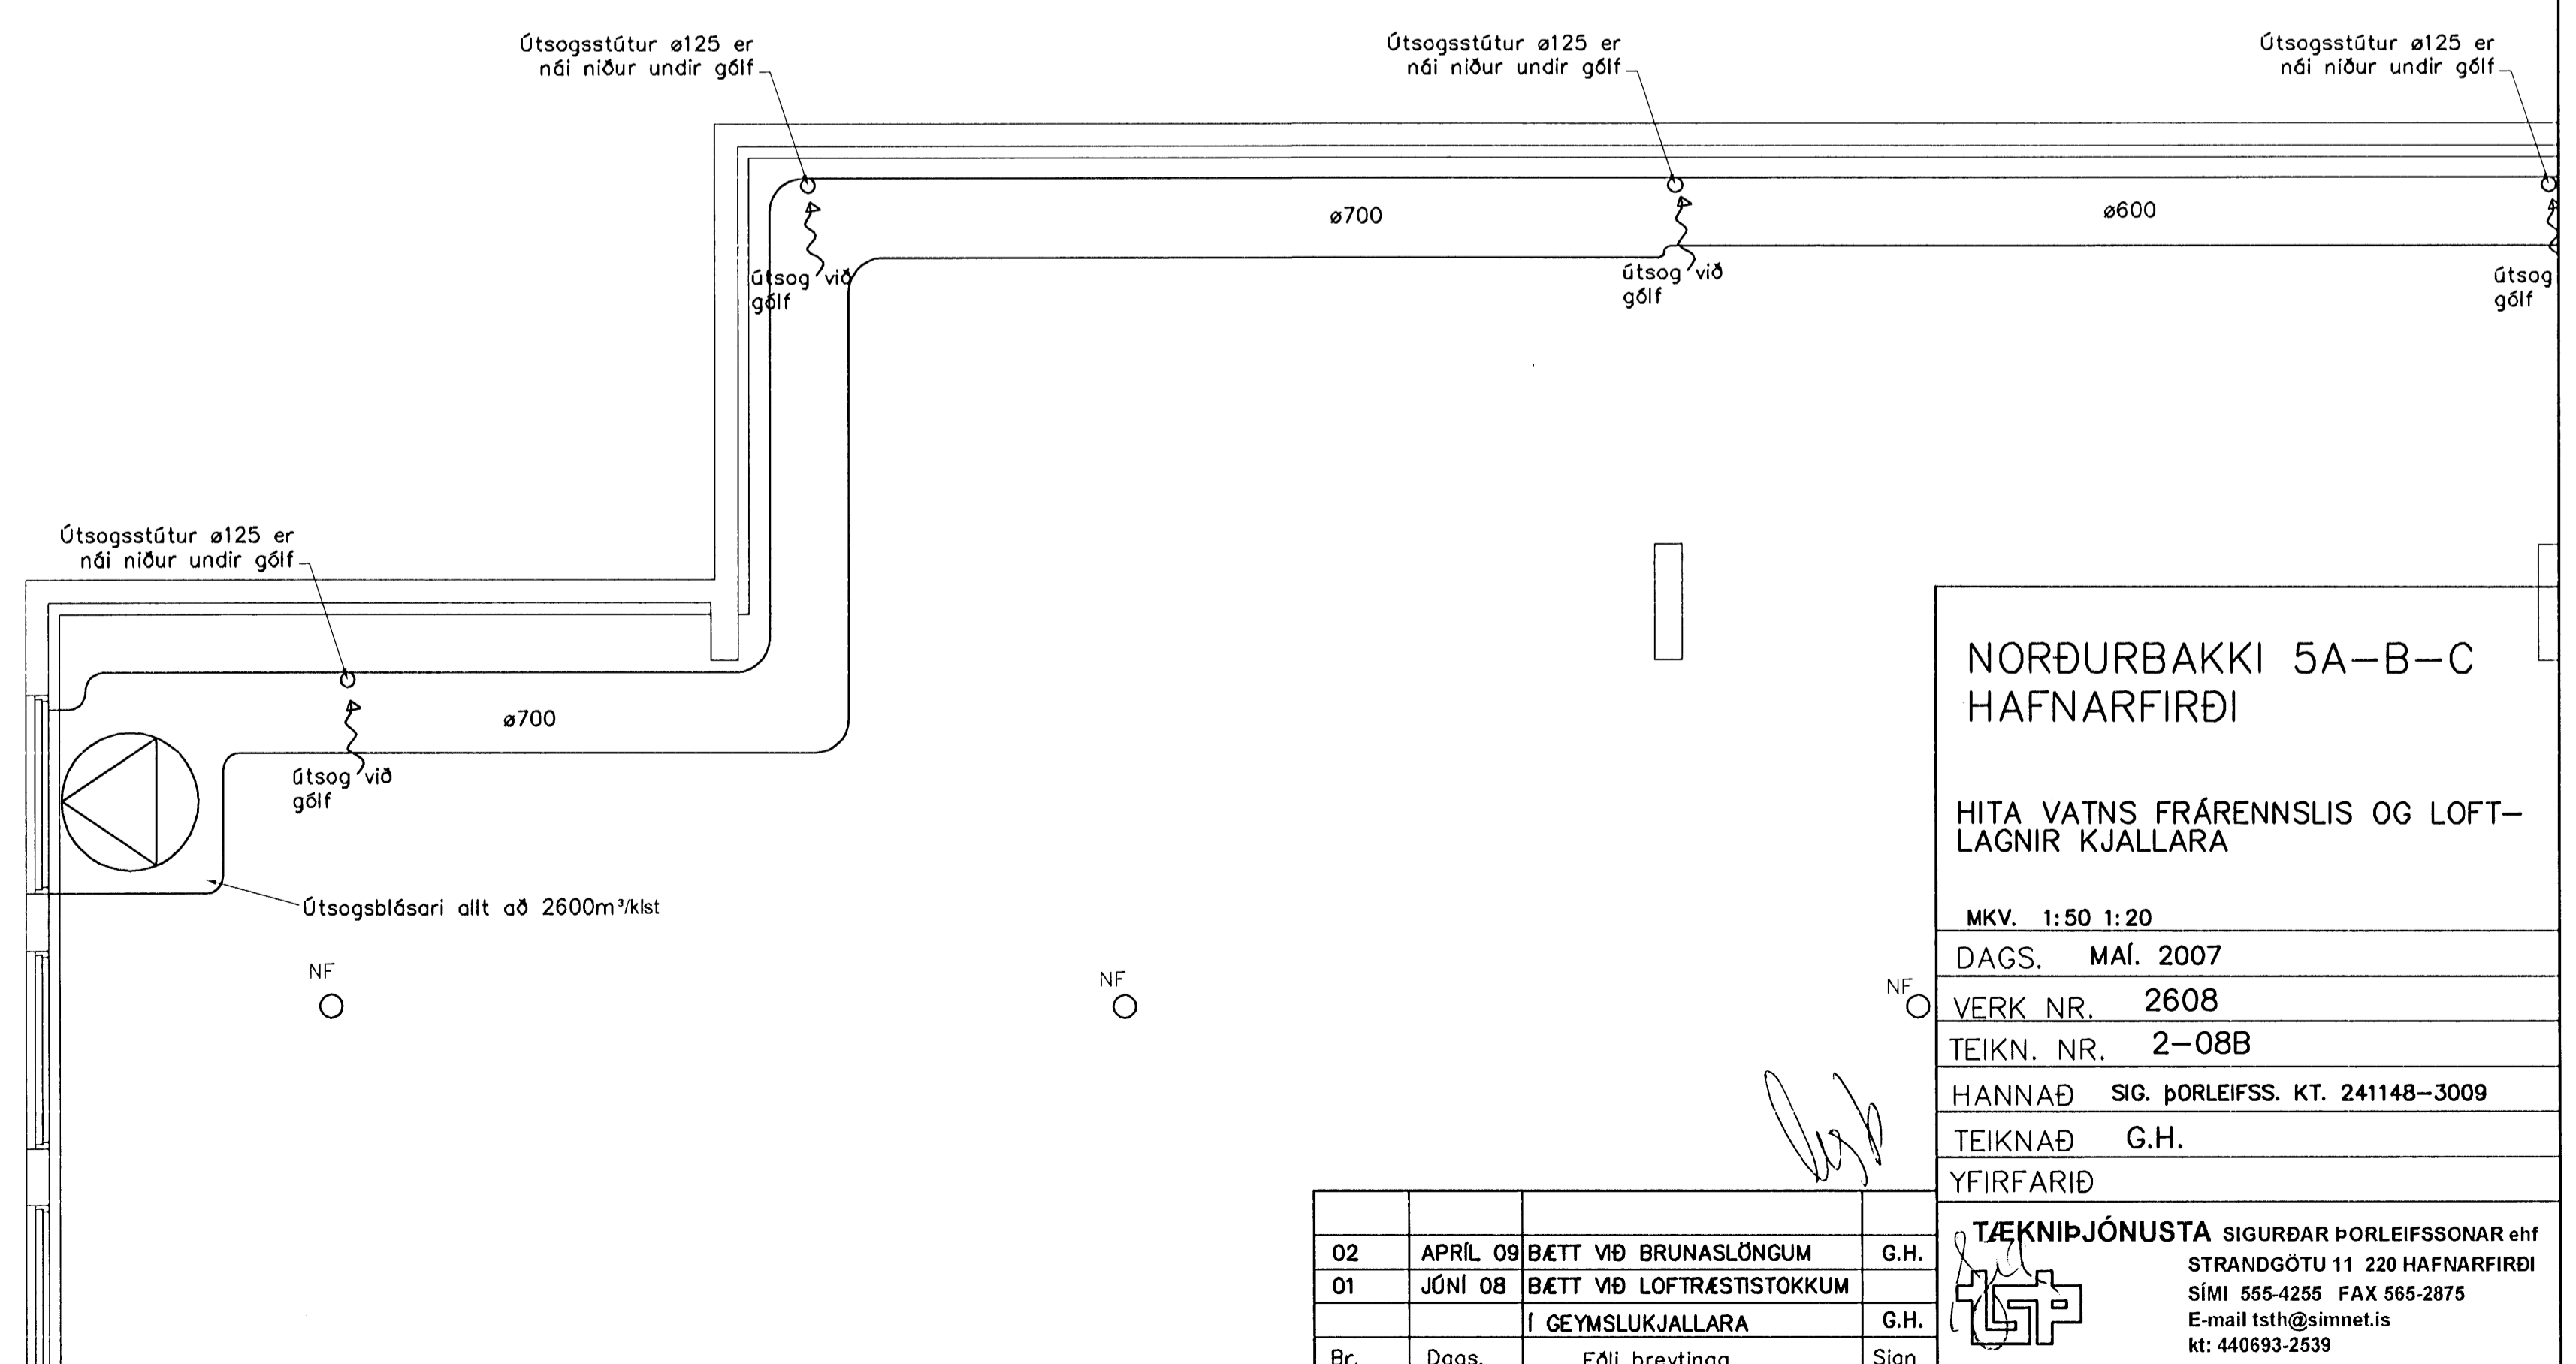 Útsogsstútur ø125 er
nái niður undir gólf
Útsogsstútur ø125 er
nái niður undir gólf
Útsogsstútur ø125 er
nái niður undir gólf
ø700
ø600
útsog við
gólf
útsog við
gólf
útsog
gólf
Útsogsstútur ø125 er
nái niður undir gólf
ø700
útsog við
gólf
Útsogsblásari allt að 2600m³/klst
NF
NF
NF
NORÐURBAKKI 5A-B-C
HAFNARFIRÐI
HITA VATNS FRÁRENNSLIS OG LOFT-
LAGNIR KJALLARA
MKV. 1:50 1:20
DAGS. MAÍ. 2007
VERK NR. 2608
TEIKN. NR. 2-08B
HANNAÐ SIG. ÞORLEIFSS. KT. 241148-3009
TEIKNAÐ G.H.
YFIRFARIÐ
TÆKNIÞJÓNUSTA SIGURÐAR ÞORLEIFSSONAR ehf
STRANDGÖTU 11 220 HAFNARFIRÐI
SÍMI 555-4255 FAX 565-2875
E-mail tsth@simnet.is
kt: 440693-2539
02 APRÍL 09 BÆTT VIÐ BRUNASLÖNGUM G.H.
01 JÚNÍ 08 BÆTT VIÐ LOFTRÆSTISTOKKUM
Í GEYMSLUKJALLARA G.H.
Br. Dags. Eðli breytinga Sign